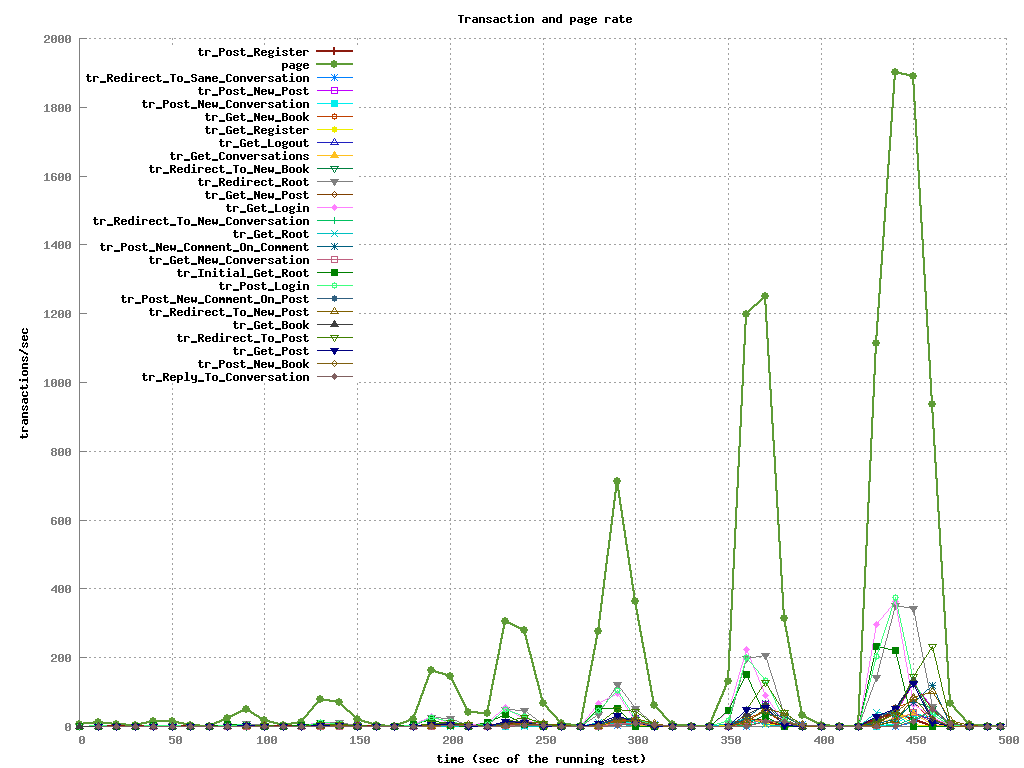 Transaction and page rate
2000
1800
1600
1400
1200
1000
800
600
400
200
0
transactions/sec
tr_Post_Register
page
tr_Redirect_To_Same_Conversation
tr_Post_New_Post
tr_Post_New_Conversation
tr_Get_New_Book
tr_Get_Register
tr_Get_Logout
tr_Get_Conversations
tr_Redirect_To_New_Book
tr_Redirect_Root
tr_Get_New_Post
tr_Get_Login
tr_Redirect_To_New_Conversation
tr_Get_Root
tr_Post_New_Comment_On_Comment
tr_Get_New_Conversation
tr_Initial_Get_Root
tr_Post_Login
tr_Post_New_Comment_On_Post
tr_Redirect_To_New_Post
tr_Get_Book
tr_Redirect_To_Post
tr_Get_Post
tr_Post_New_Book
tr_Reply_To_Conversation
0 50 100 150 200 250 300 350 400 450 500
time (sec of the running test)